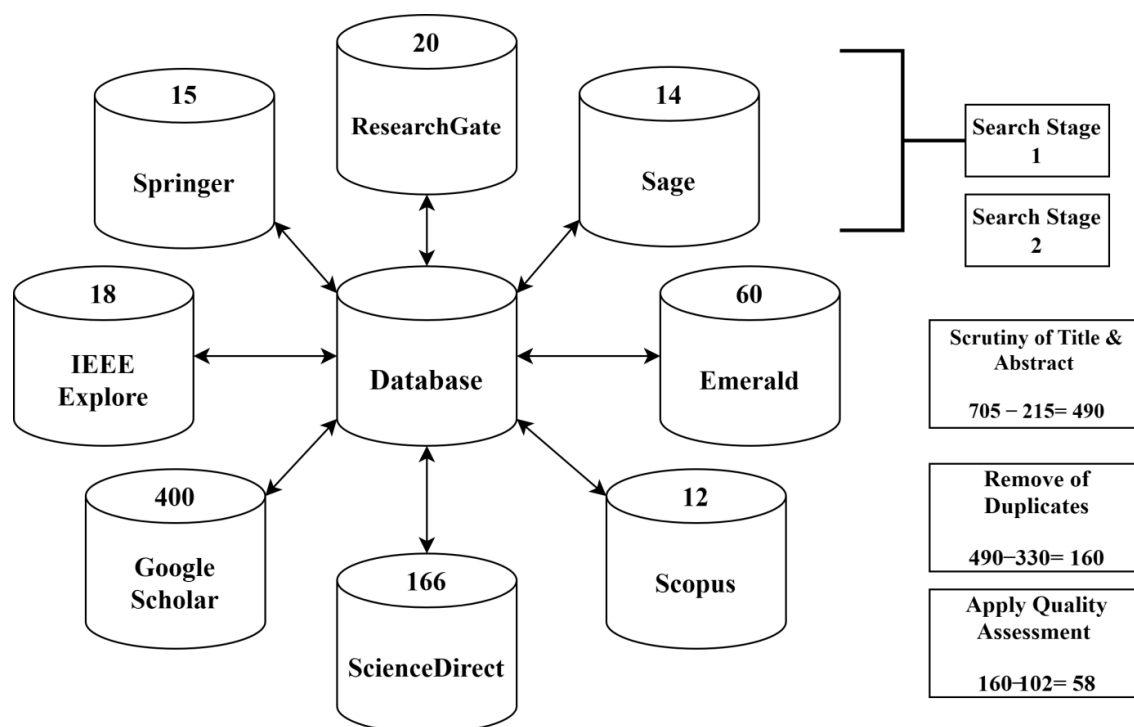 20
ResearchGate
15
Springer
14
Sage
Search Stage
1
Search Stage
2
18
IEEE
Explore
Database
60
Emerald
Scrutiny of Title &
Abstract
705 – 215= 490
400
Google
Scholar
166
ScienceDirect
12
Scopus
Remove of
Duplicates
490–330= 160
Apply Quality
Assessment
160–102= 58